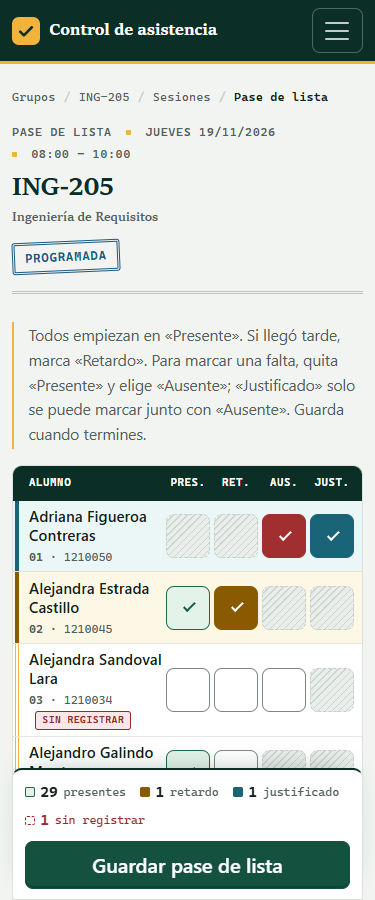 Control de asistencia
Grupos / ING-205 / Sesiones / Pase de lista
PASE DE LISTA ▪ JUEVES 19/11/2026
▪ 08:00 – 10:00
ING-205
Ingeniería de Requisitos
PROGRAMADA
Todos empiezan en «Presente». Si llegó tarde,
marca «Retardo». Para marcar una falta, quita
«Presente» y elige «Ausente»; «Justificado» solo
se puede marcar junto con «Ausente». Guarda
cuando termines.
ALUMNO PRES. RET. AUS. JUST.
Adriana Figueroa
Contreras
01 · 1210050
Alejandra Estrada
Castillo
02 · 1210045
Alejandra Sandoval
Lara
03 · 1210034
SIN REGISTRAR
Alejandro Galindo
29 presentes 1 retardo 1 justificado
1 sin registrar
Guardar pase de lista